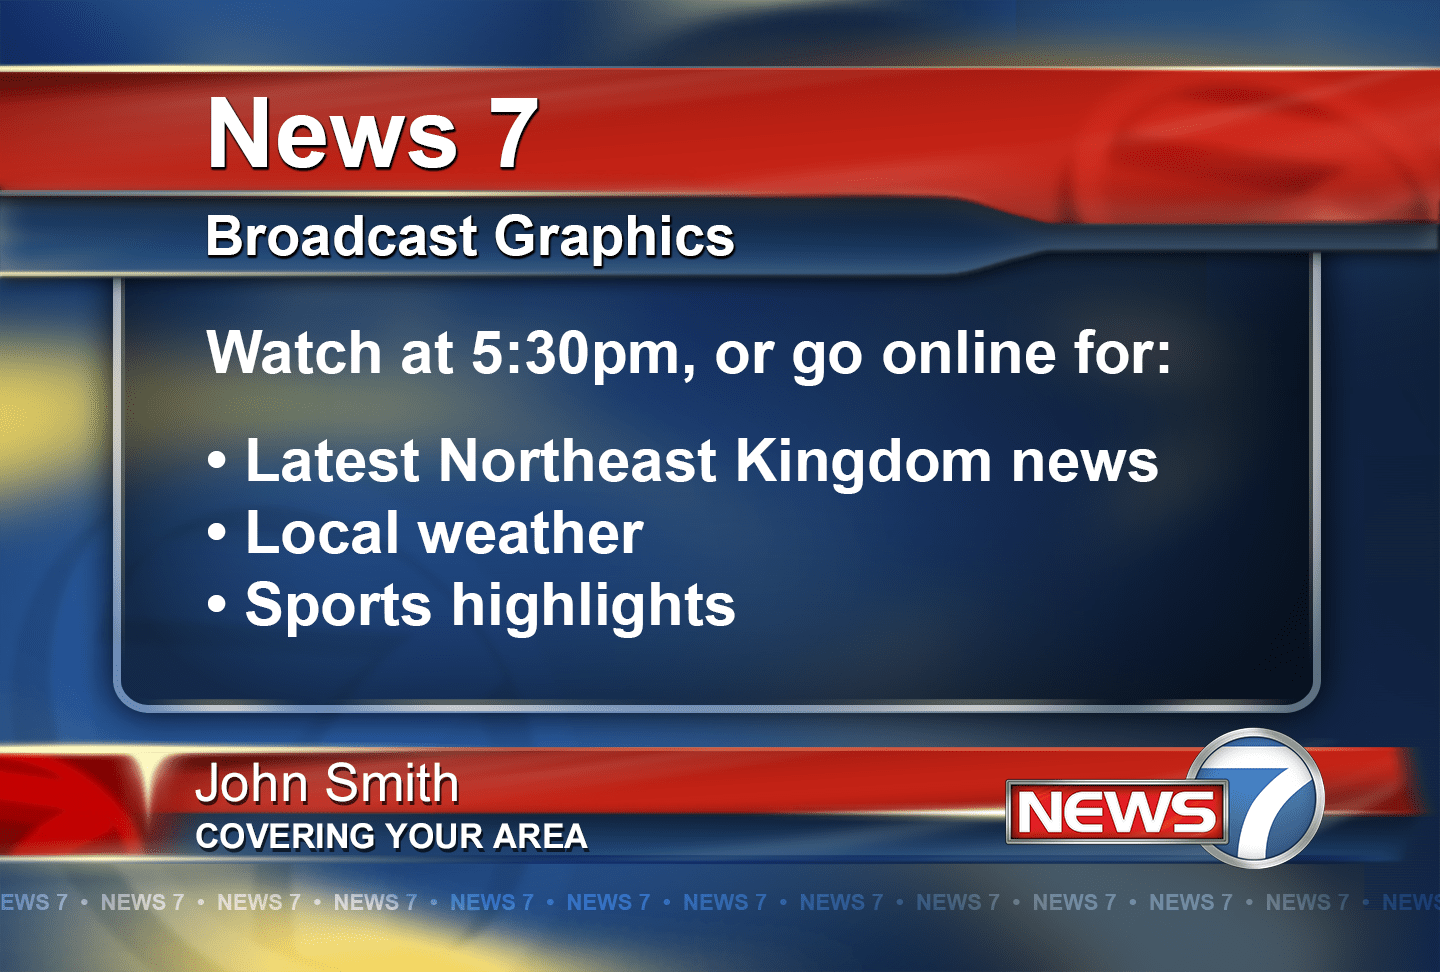 News 7
Broadcast Graphics
Watch at 5:30pm, or go online for:
• Latest Northeast Kingdom news
• Local weather
• Sports highlights
John Smith
COVERING YOUR AREA
NEWS 7
EWS 7 • NEWS 7 • NEWS 7 • NEWS 7 • NEWS 7 • NEWS 7 • NEWS 7 • NEWS 7 • NEWS 7 • NEWS 7 • NEWS 7 • NEWS 7 • NEWS